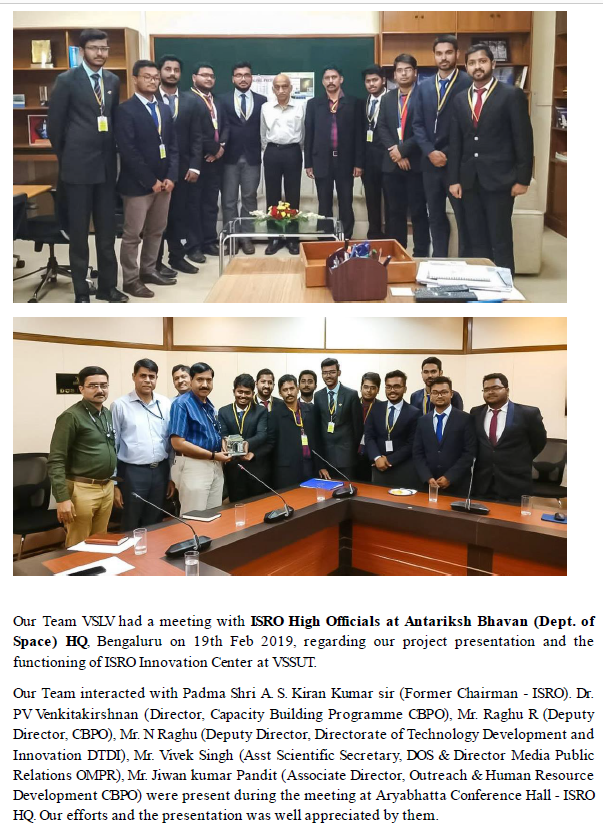 Our Team VSLV had a meeting with ISRO High Officials at Antariksh Bhavan (Dept. of
Space) HQ, Bengaluru on 19th Feb 2019, regarding our project presentation and the
functioning of ISRO Innovation Center at VSSUT.
Our Team interacted with Padma Shri A. S. Kiran Kumar sir (Former Chairman - ISRO). Dr.
PV Venkitakirshnan (Director, Capacity Building Programme CBPO), Mr. Raghu R (Deputy
Director, CBPO), Mr. N Raghu (Deputy Director, Directorate of Technology Development and
Innovation DTDI), Mr. Vivek Singh (Asst Scientific Secretary, DOS & Director Media Public
Relations OMPR), Mr. Jiwan kumar Pandit (Associate Director, Outreach & Human Resource
Development CBPO) were present during the meeting at Aryabhatta Conference Hall - ISRO
HQ. Our efforts and the presentation was well appreciated by them.